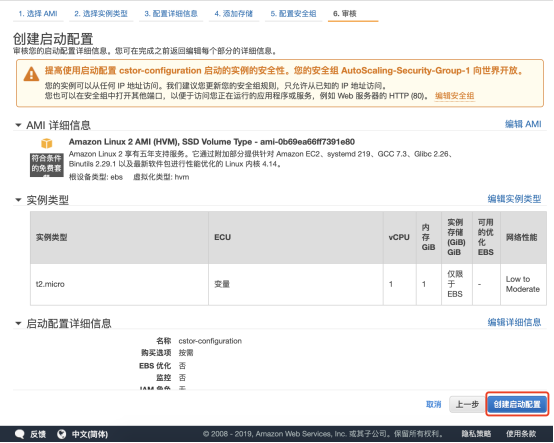 1. 选择 AMI 2. 选择实例类型 3. 配置详细信息 4. 添加存储 5. 配置安全组 6. 审核
创建启动配置
审核您的启动配置详细信息。您可在完成之前返回编辑每个部分的详细信息。
提高使用启动配置 cstor-configuration 启动的实例的安全性。您的安全组 AutoScaling-Security-Group-1 向世界开放。
您的实例可以从任何 IP 地址访问。我们建议您更新您的安全组规则，只允许从已知的 IP 地址访问。
您也可以在安全组中打开其他端口，以便于访问您正在运行的应用程序或服务，例如 Web 服务器的 HTTP (80)。 编辑安全组
AMI 详细信息 编辑 AMI
Amazon Linux 2 AMI (HVM), SSD Volume Type - ami-0b69ea66ff7391e80
符合条件
的免费套
Amazon Linux 2 享有五年支持服务。它通过附加部分提供针对 Amazon EC2、systemd 219、GCC 7.3、Glibc 2.26、
Binutils 2.29.1 以及最新软件包进行性能优化的 Linux 内核 4.14。
根设备类型: ebs 虚拟化类型: hvm
实例类型 编辑实例类型
实例类型 ECU vCPU 内存 GiB 实例存储 (GiB) GiB 可用的优化 EBS 网络性能
t2.micro 变量 1 1 仅限于 EBS - Low to Moderate
启动配置详细信息 编辑详细信息
名称 cstor-configuration
购买选项 按需
EBS 优化 否
监控 否
IAM 角色 无
取消 上一步 创建启动配置
反馈 中文(简体) © 2008 - 2019, Amazon Web Services, Inc. 或其子公司。保留所有权利。 隐私策略 使用条款